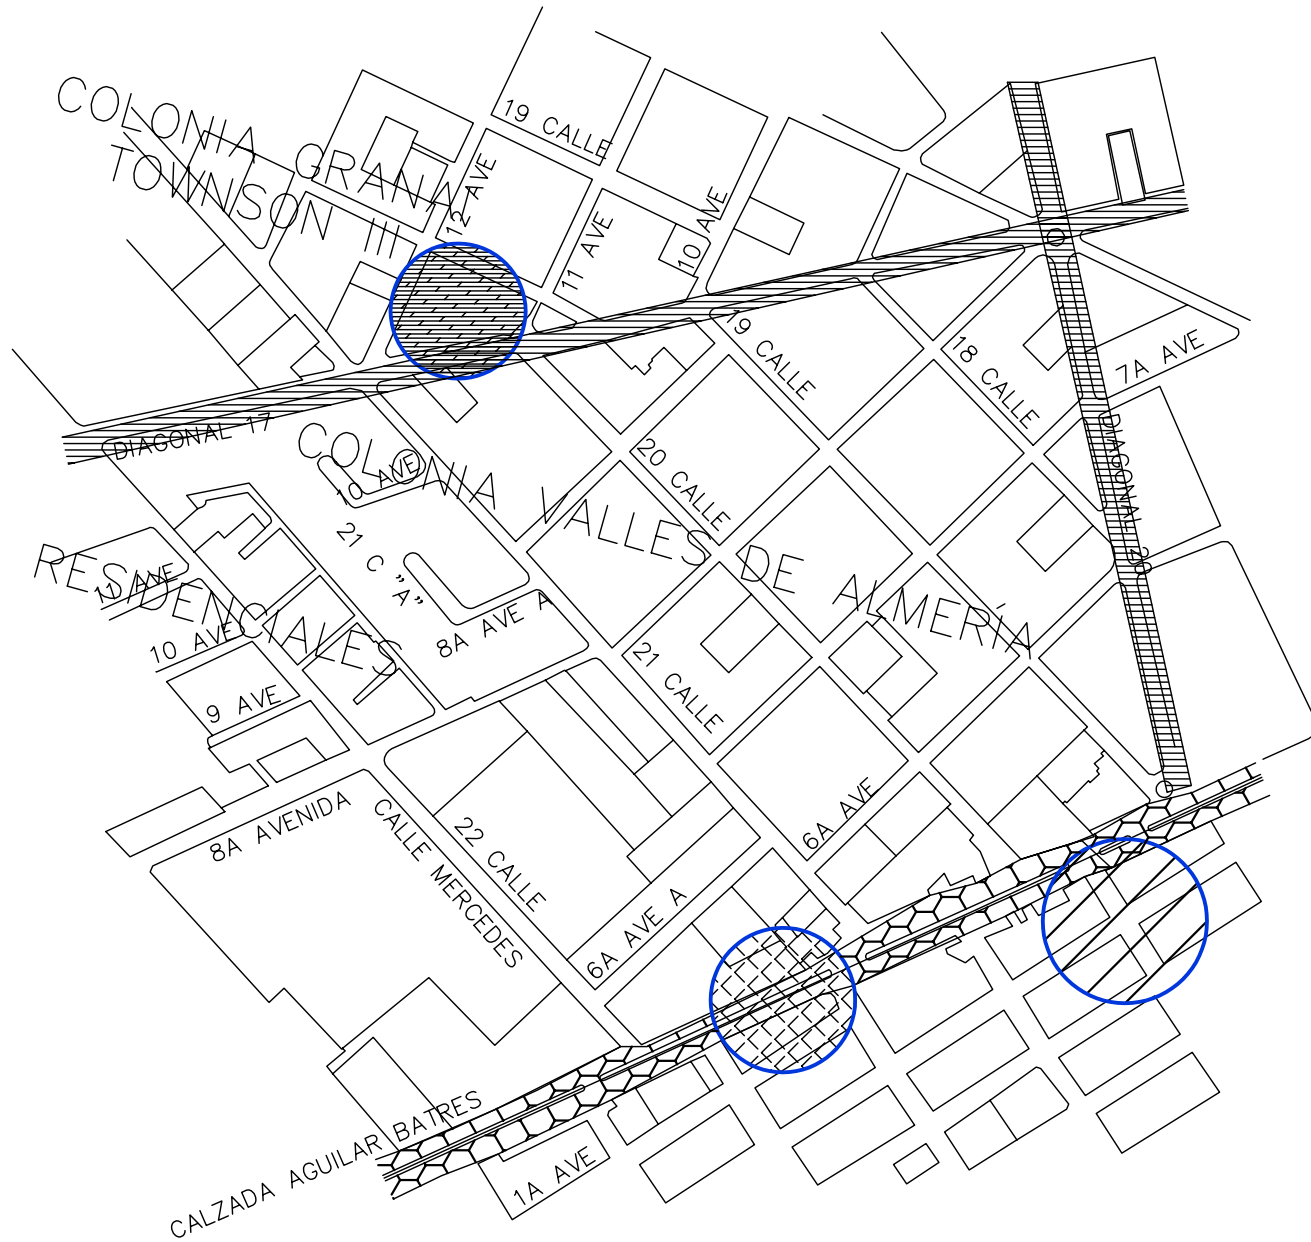 COLONIA GRANAI
TOWNSON III
19 CALLE
12 AVE
11 AVE
10 AVE
19 CALLE
18 CALLE
7A AVE
DIAGONAL 17
DIAGONAL 20
COLONIA VALLES DE ALMERÍA
10 AVE
20 CALLE
21 C "A"
RESIDENCIALES
11 AVE
10 AVE
9 AVE
8A AVE A
21 CALLE
8A AVENIDA
CALLE MERCEDES
22 CALLE
6A AVE
6A AVE A
CALZADA AGUILAR BATRES
1A AVE